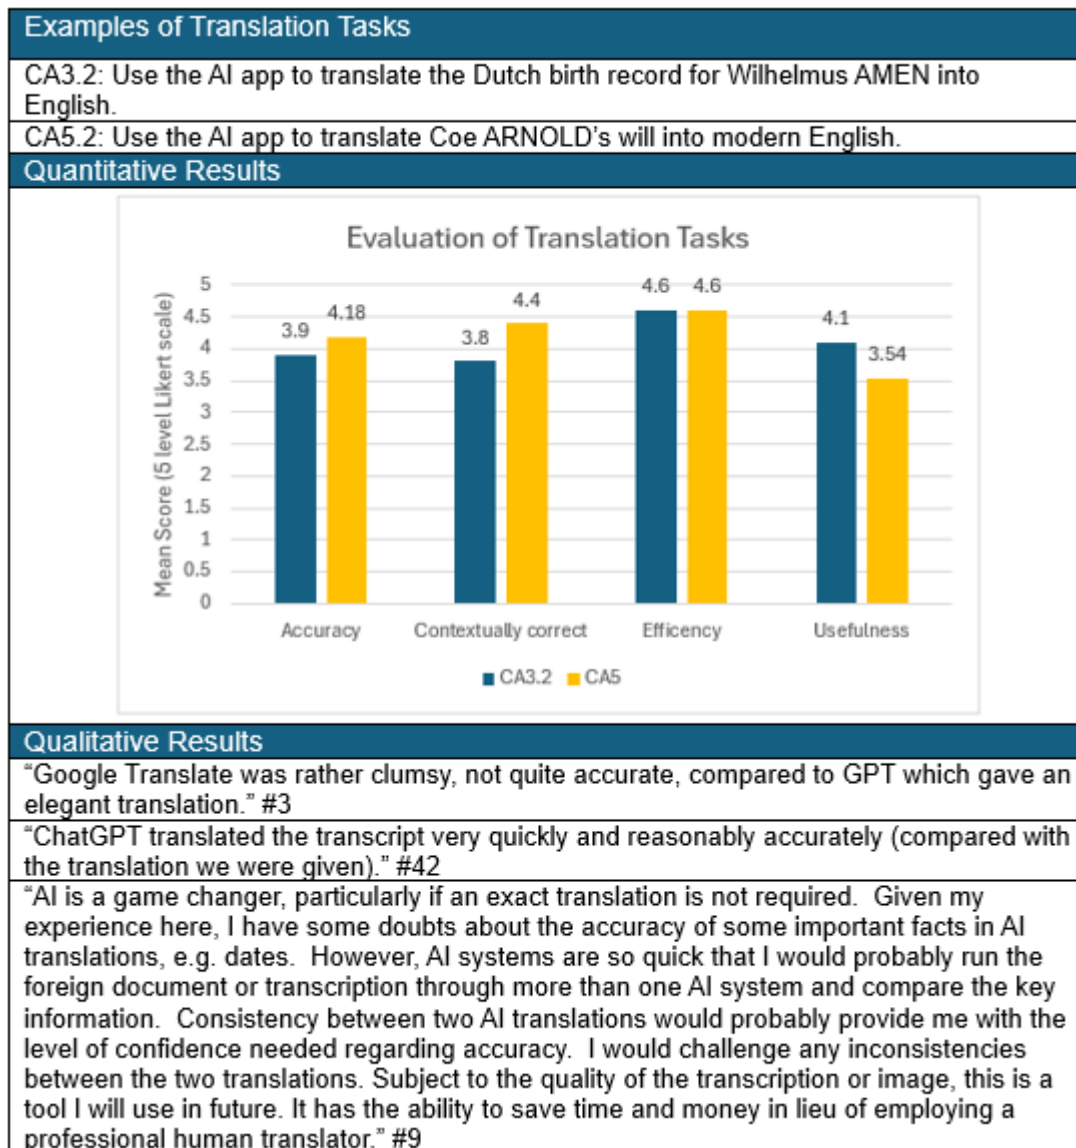 Examples of Translation Tasks
CA3.2: Use the AI app to translate the Dutch birth record for Wilhelmus AMEN into
English.
CA5.2: Use the AI app to translate Coe ARNOLD's will into modern English.
Quantitative Results
Evaluation of Translation Tasks
Mean Score (5 level Likert scale)
5
4.5
4
3.5
3
2.5
2
1.5
1
0.5
0
3.9
4.18
3.8
4.4
4.6
4.6
4.1
3.54
Accuracy
Contextually correct
Efficency
Usefulness
CA3.2
CA5
Qualitative Results
“Google Translate was rather clumsy, not quite accurate, compared to GPT which gave an
elegant translation.” #3
“ChatGPT translated the transcript very quickly and reasonably accurately (compared with
the translation we were given).” #42
“AI is a game changer, particularly if an exact translation is not required.  Given my
experience here, I have some doubts about the accuracy of some important facts in AI
translations, e.g. dates.  However, AI systems are so quick that I would probably run the
foreign document or transcription through more than one AI system and compare the key
information.  Consistency between two AI translations would probably provide me with the
level of confidence needed regarding accuracy.  I would challenge any inconsistencies
between the two translations. Subject to the quality of the transcription or image, this is a
tool I will use in future. It has the ability to save time and money in lieu of employing a
professional human translator.” #9